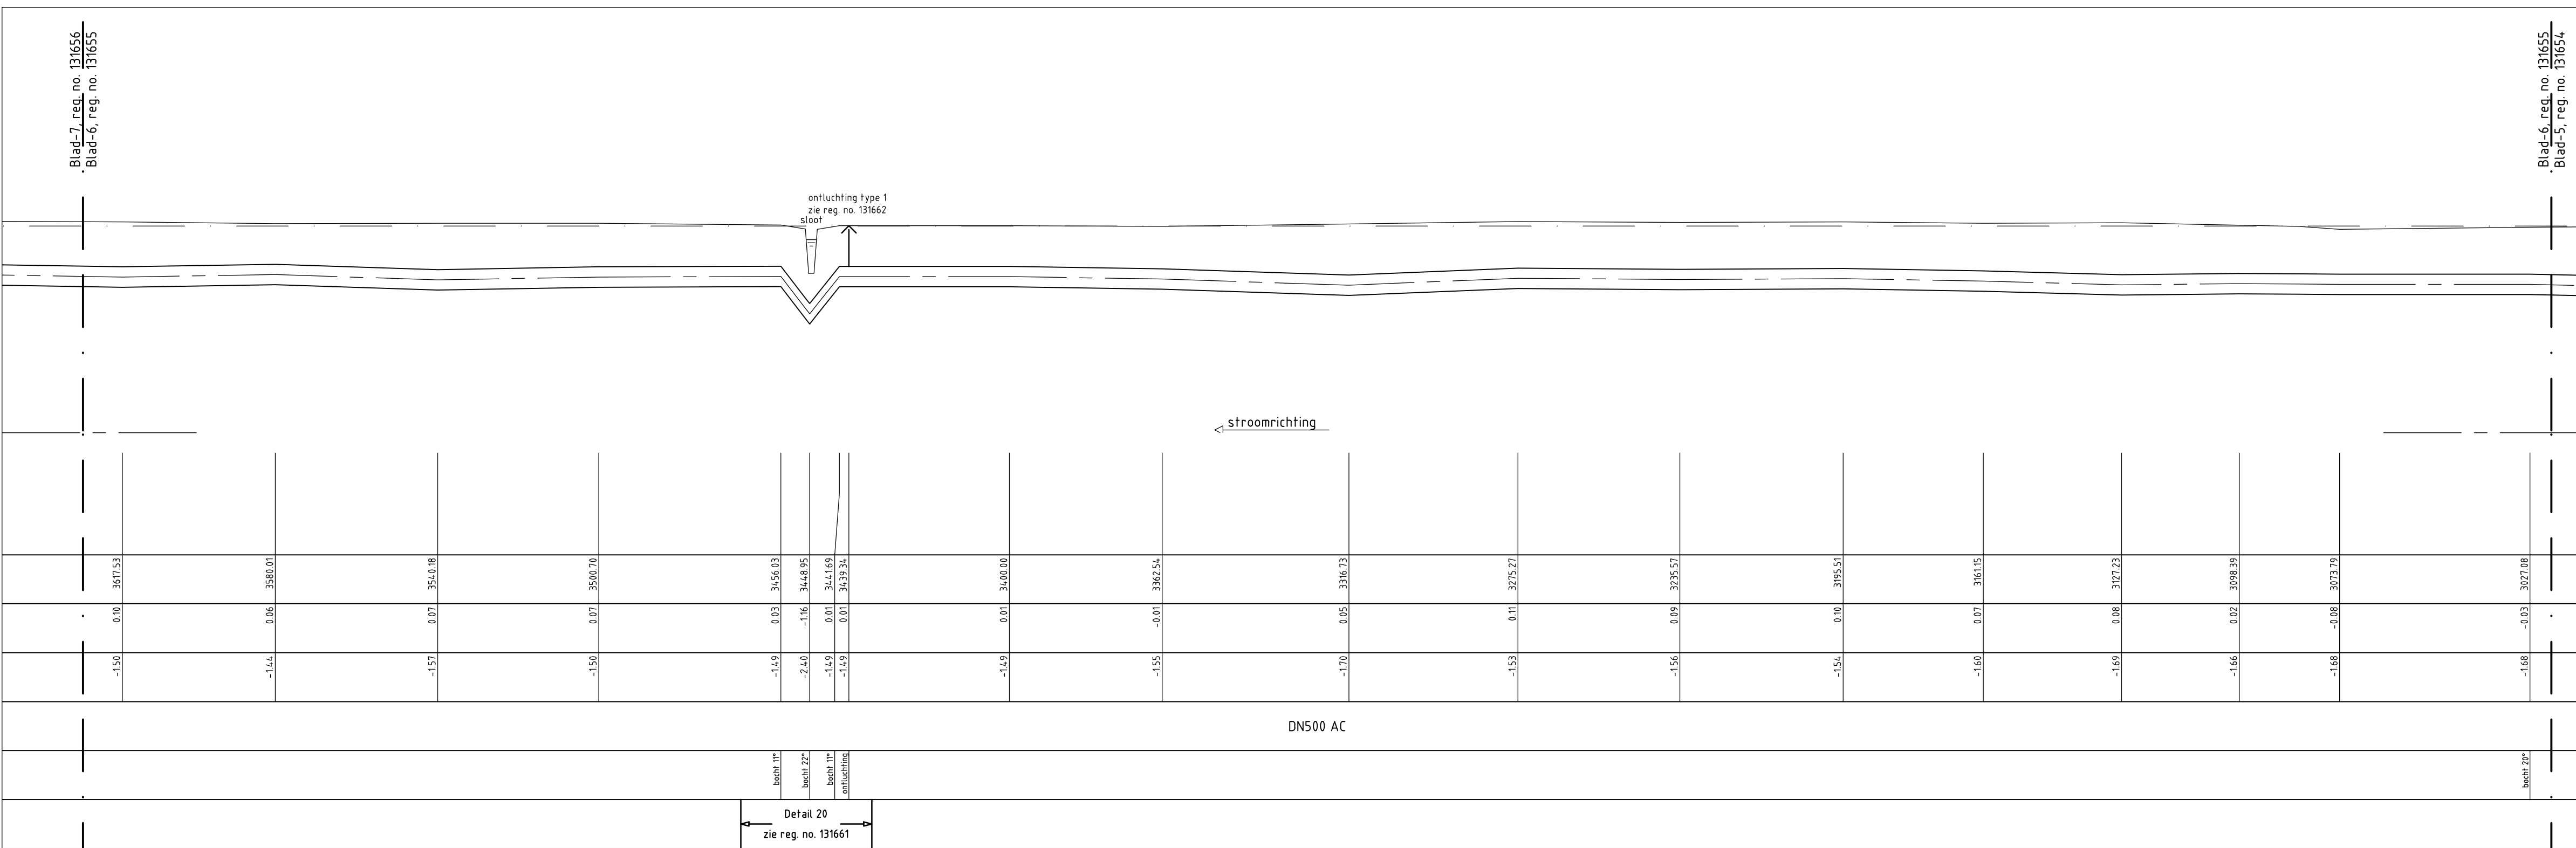 Blad-7, reg. no. 131656
Blad-6, reg. no. 131655
Blad-6, reg. no. 131655
Blad-5, reg. no. 131654
ontluchting type 1
zie reg. no. 131662
sloot
stroomrichting
3617.53 3580.01 3540.18 3500.70 3456.03 3448.95 3441.69 3439.34 3400.00 3362.54 3316.73 3275.27 3235.57 3195.51 3161.15 3127.23 3098.39 3073.79 3027.08
0.10 0.06 0.07 0.07 0.03 -1.16 0.01 0.01 0.01 -0.01 0.05 0.11 0.09 0.10 0.07 0.08 0.02 -0.08 -0.03
-1.50 -1.44 -1.57 -1.50 -1.49 -2.40 -1.49 -1.49 -1.49 -1.55 -1.70 -1.53 -1.56 -1.54 -1.60 -1.69 -1.66 -1.68 -1.68
DN500 AC
bocht 11°
bocht 22°
bocht 11°
ontluchting
bocht 20°
Detail 20
zie reg. no. 131661